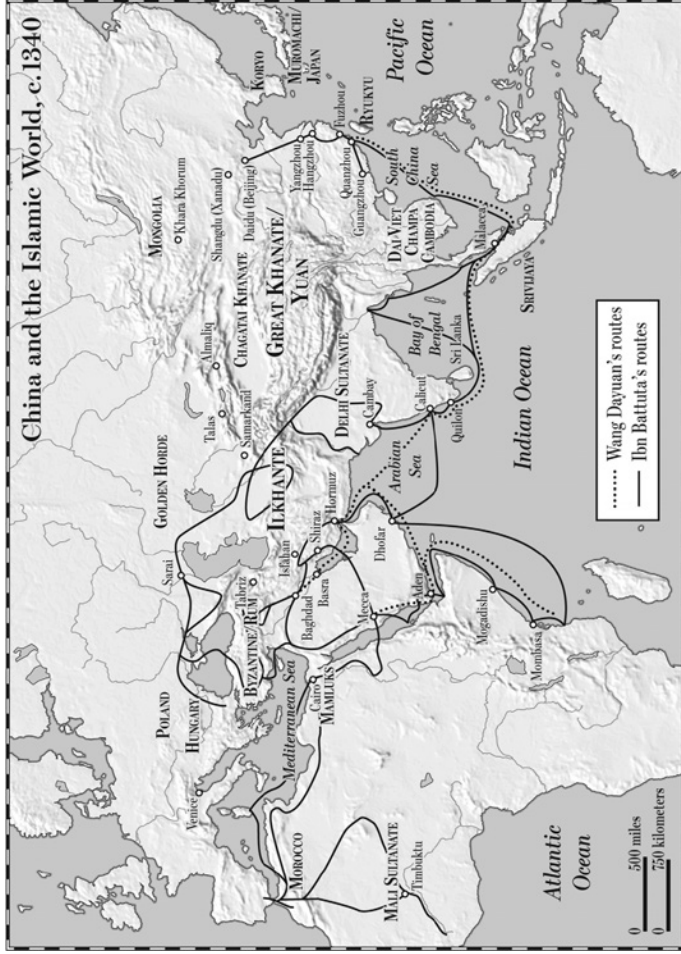 China and the Islamic World, c.1340
KORYO
MUROMACHI/
JAPAN
Pacific
Ocean
MONGOLIA
Khara Khorum
Shangdu (Xanadu)
Daidu (Beijing)
Yangzhou
Hangzhou
Fuzhou
RYUKYU
Quanzhou
Guangzhou
South
China
Sea
CHAGATAI KHANATE
GREAT KHANATE/
YUAN
DAI VIET
CHAMPA
CAMBODIA
Malacca
SRIVIJAYA
Almaliq
Talas
Samarkand
GOLDEN HORDE
Sarai
ILKHANTE
DELHI SULTANATE
Cambay
Bay of
Bengal
Sri Lanka
Calicut
Quilon
Arabian
Sea
Indian Ocean
Hormuz
Shiraz
Isfahan
Tabriz
Baghdad
Basra
Dhofar
Mecca
Aden
Mogadishu
Mombasa
POLAND
HUNGARY
BYZANTINE/RUM
Venice
Mediterranean Sea
Cairo
MAMLUKS
MOROCCO
MALI SULTANATE
Timbuktu
Atlantic
Ocean
Wang Dayuan's routes
Ibn Battuta's routes
500 miles
0
750 kilometers
0